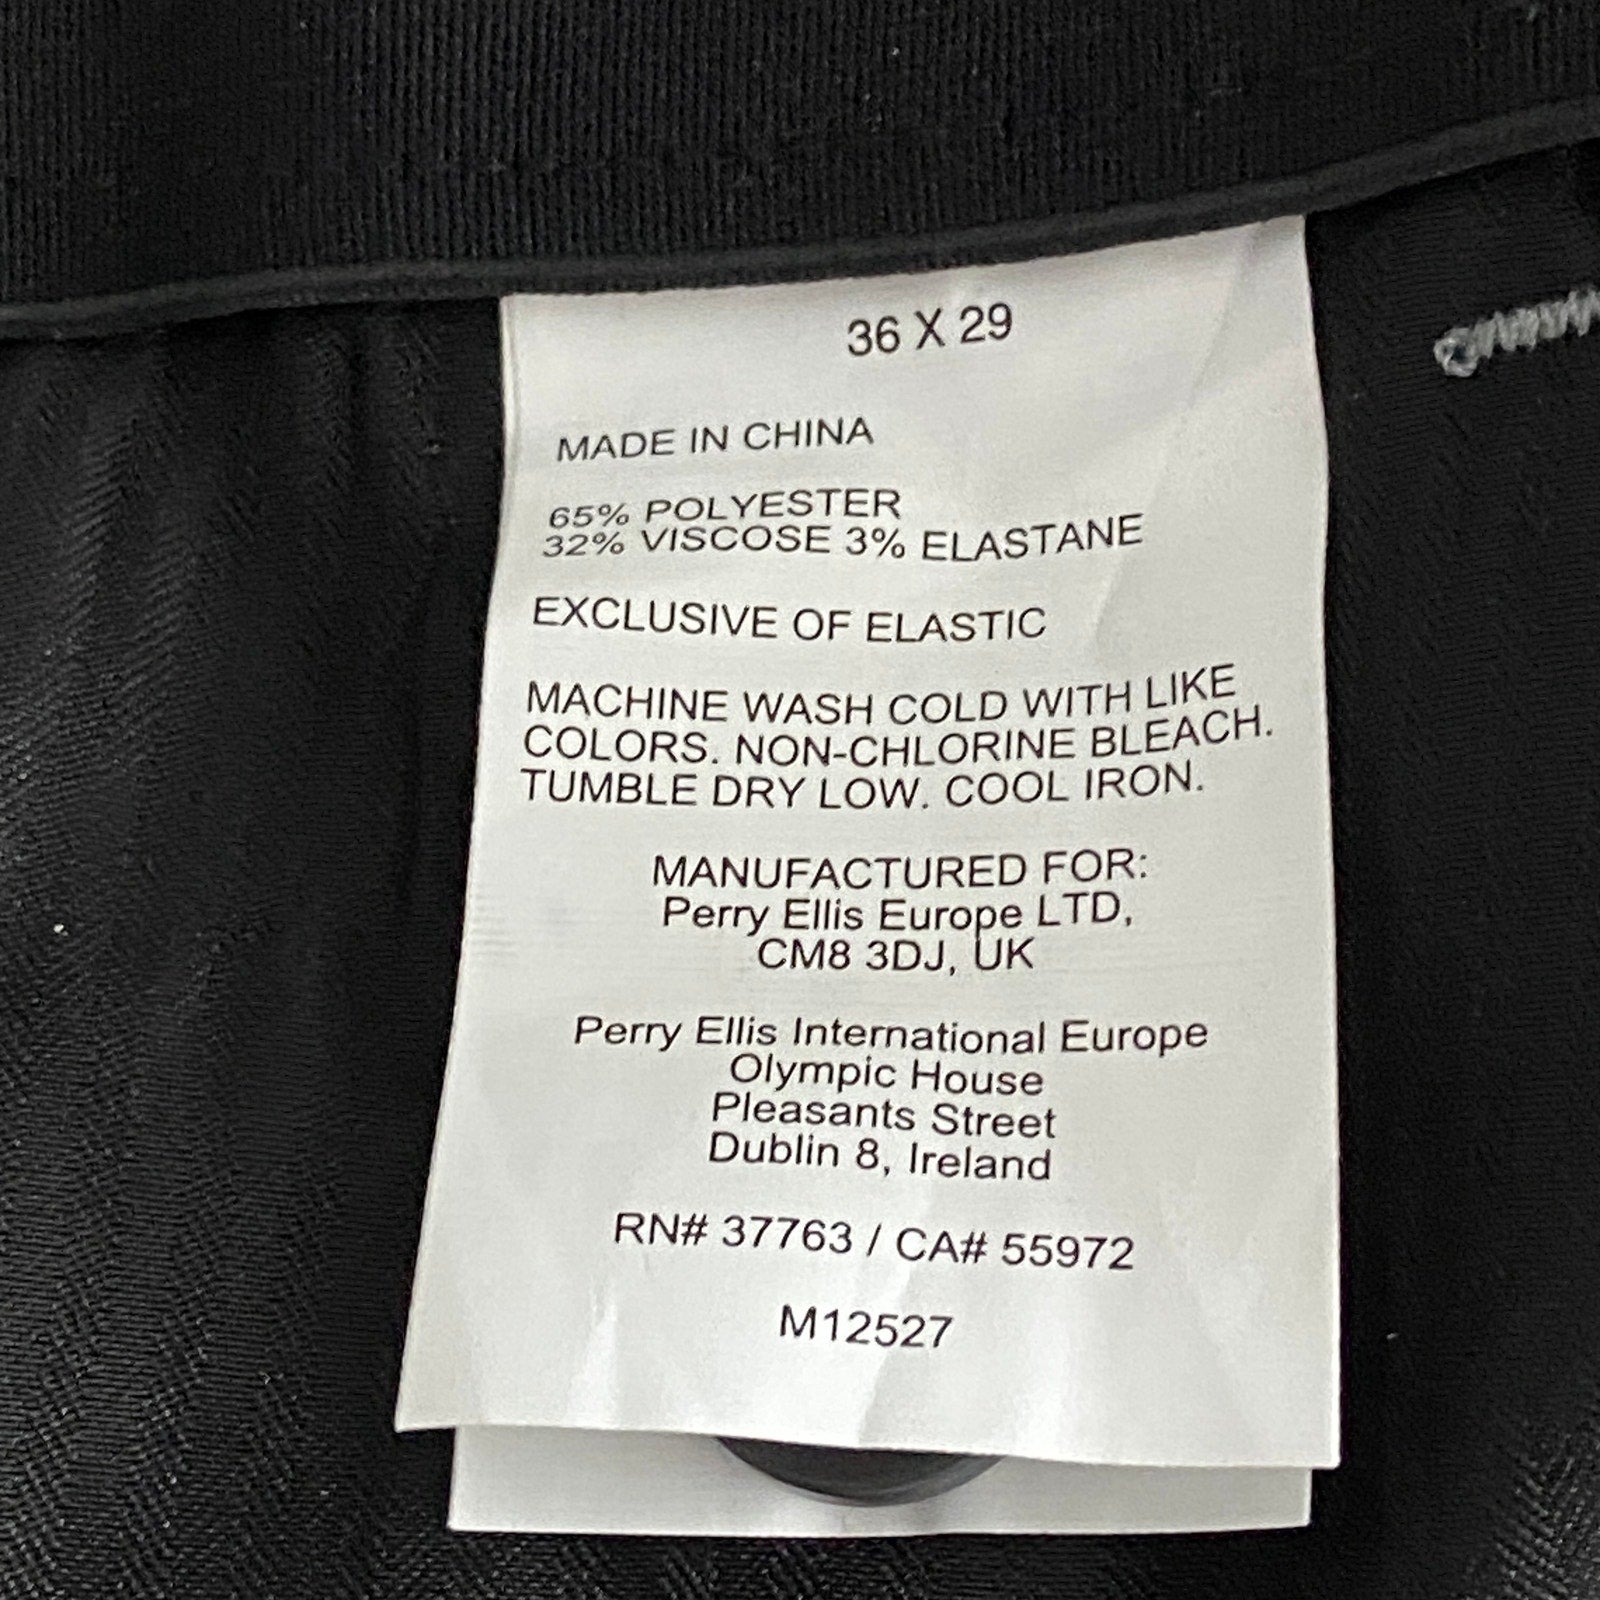 36 X 29
MADE IN CHINA
65% POLYESTER
32% VISCOSE 3% ELASTANE
EXCLUSIVE OF ELASTIC
MACHINE WASH COLD WITH LIKE
COLORS. NON-CHLORINE BLEACH.
TUMBLE DRY LOW. COOL IRON.
MANUFACTURED FOR:
Perry Ellis Europe LTD,
CM8 3DJ, UK
Perry Ellis International Europe
Olympic House
Pleasants Street
Dublin 8, Ireland
RN# 37763 / CA# 55972
M12527